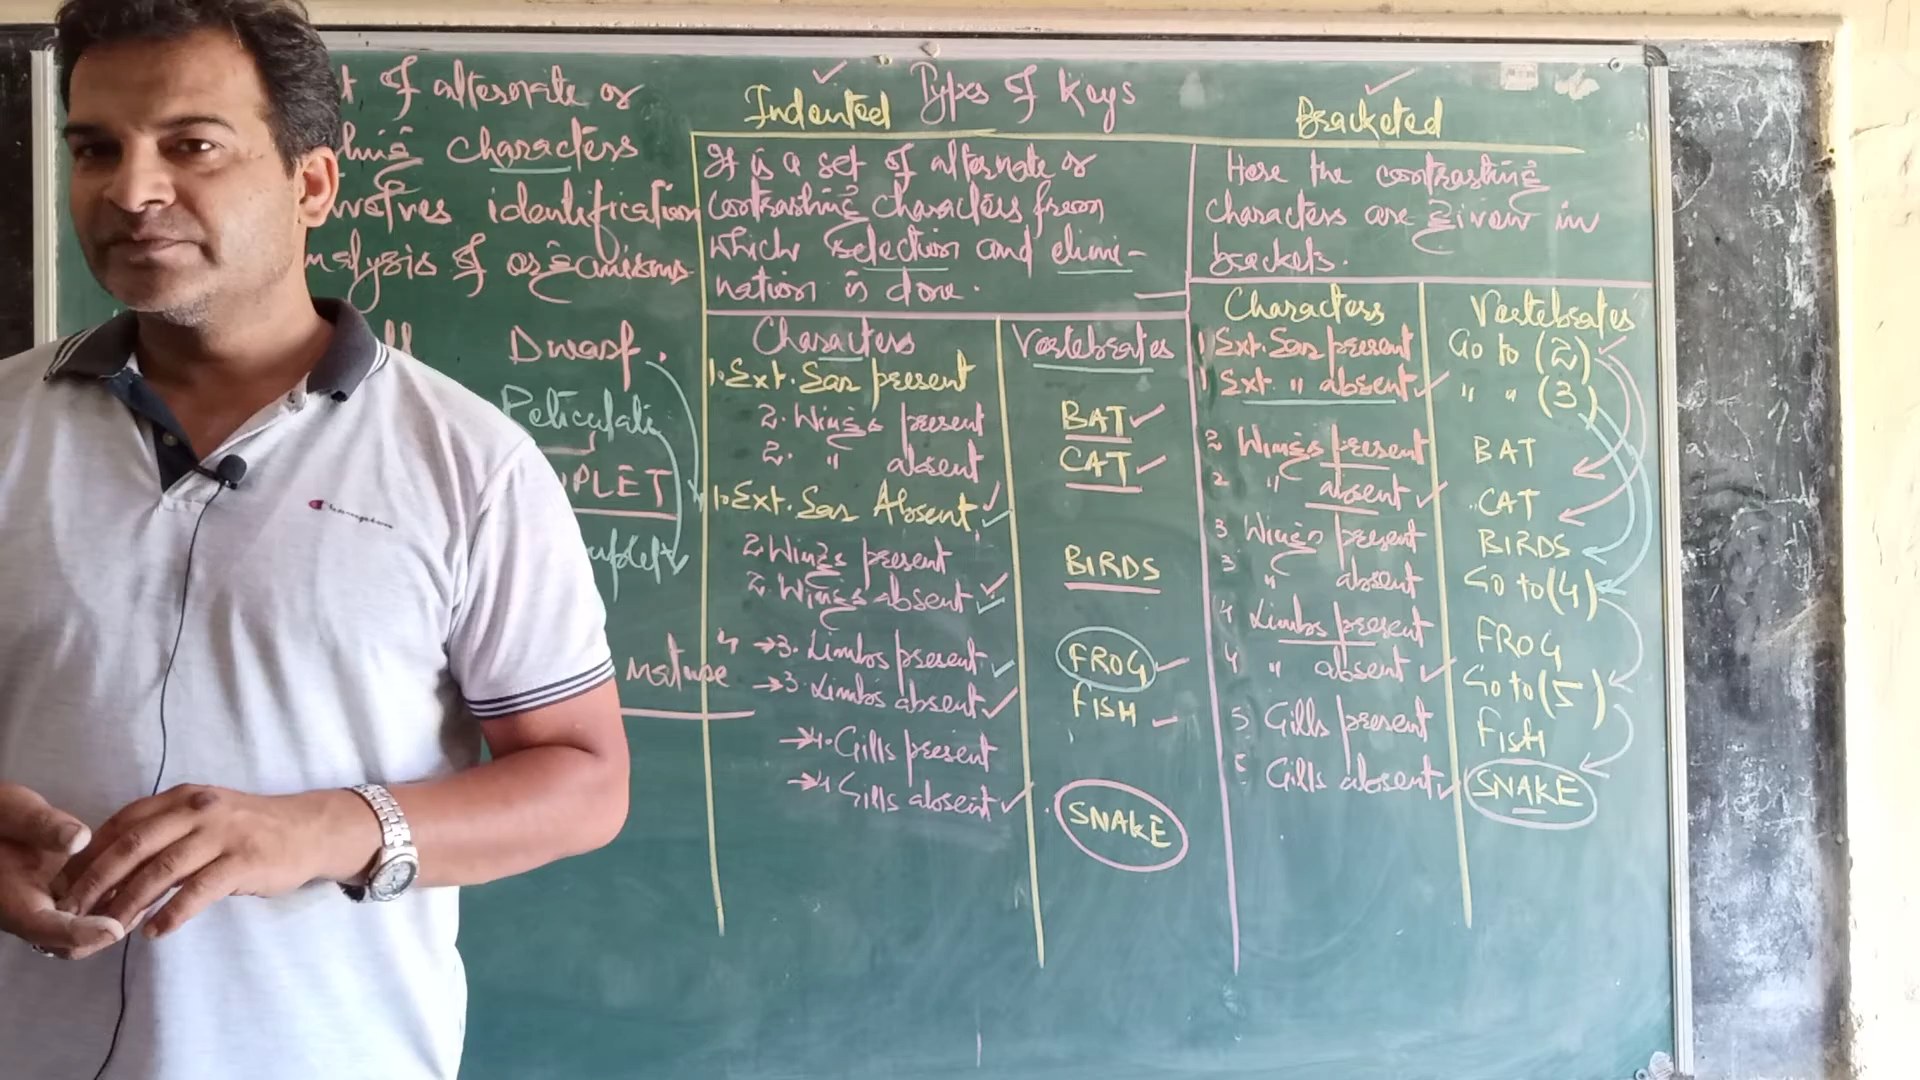 Types of Keys
of alternate or
characters
identification
analysis of organisms
Dwarf.
Reticulate
Mature
Indented
It is a set of alternate or
contrasting characters from
which selection and elimi-
nation is done.
Characters Vertebrates
1. Ext. Ear present
2. Wings present BAT
2. " absent CAT
1. Ext. Ear Absent
2. Wings present BIRDS
2. Wings absent
→3. Limbs present FROG
→3. Limbs absent FISH
→4. Gills present
→4 Gills absent SNAKE
Bracketed
Here the contrasting
characters are given in
brackets.
Characters Vertebrates
1 Ext. Ear present Go to (2)
1 Ext. " absent " " (3)
2 Wings present BAT
2 " absent CAT
3 Wings present BIRDS
3 " absent Go to (4)
4 Limbs present FROG
4 " absent Go to (5)
5 Gills present FISH
5 Gills absent SNAKE
Champion